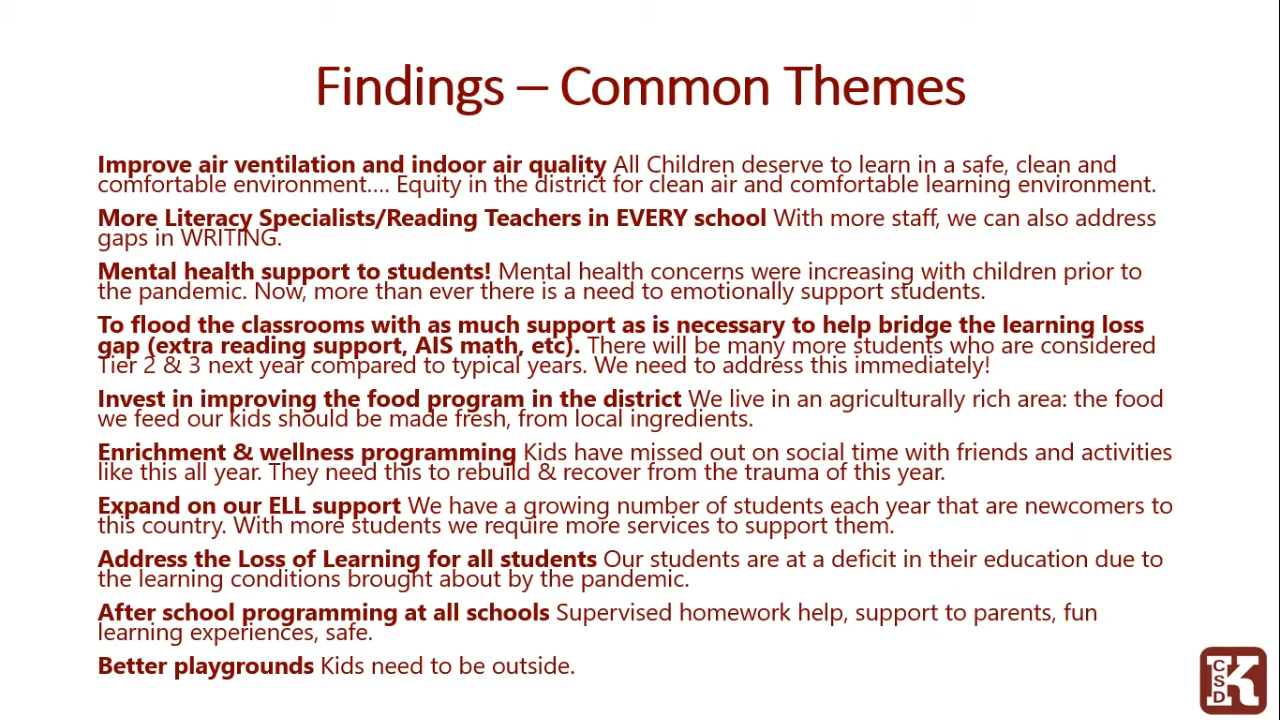 Findings – Common Themes
Improve air ventilation and indoor air quality All Children deserve to learn in a safe, clean and
comfortable environment.... Equity in the district for clean air and comfortable learning environment.
More Literacy Specialists/Reading Teachers in EVERY school With more staff, we can also address
gaps in WRITING.
Mental health support to students! Mental health concerns were increasing with children prior to
the pandemic. Now, more than ever there is a need to emotionally support students.
To flood the classrooms with as much support as is necessary to help bridge the learning loss
gap (extra reading support, AIS math, etc). There will be many more students who are considered
Tier 2 & 3 next year compared to typical years. We need to address this immediately!
Invest in improving the food program in the district We live in an agriculturally rich area: the food
we feed our kids should be made fresh, from local ingredients.
Enrichment & wellness programming Kids have missed out on social time with friends and activities
like this all year. They need this to rebuild & recover from the trauma of this year.
Expand on our ELL support We have a growing number of students each year that are newcomers to
this country. With more students we require more services to support them.
Address the Loss of Learning for all students Our students are at a deficit in their education due to
the learning conditions brought about by the pandemic.
After school programming at all schools Supervised homework help, support to parents, fun
learning experiences, safe.
Better playgrounds Kids need to be outside.
K
CSD